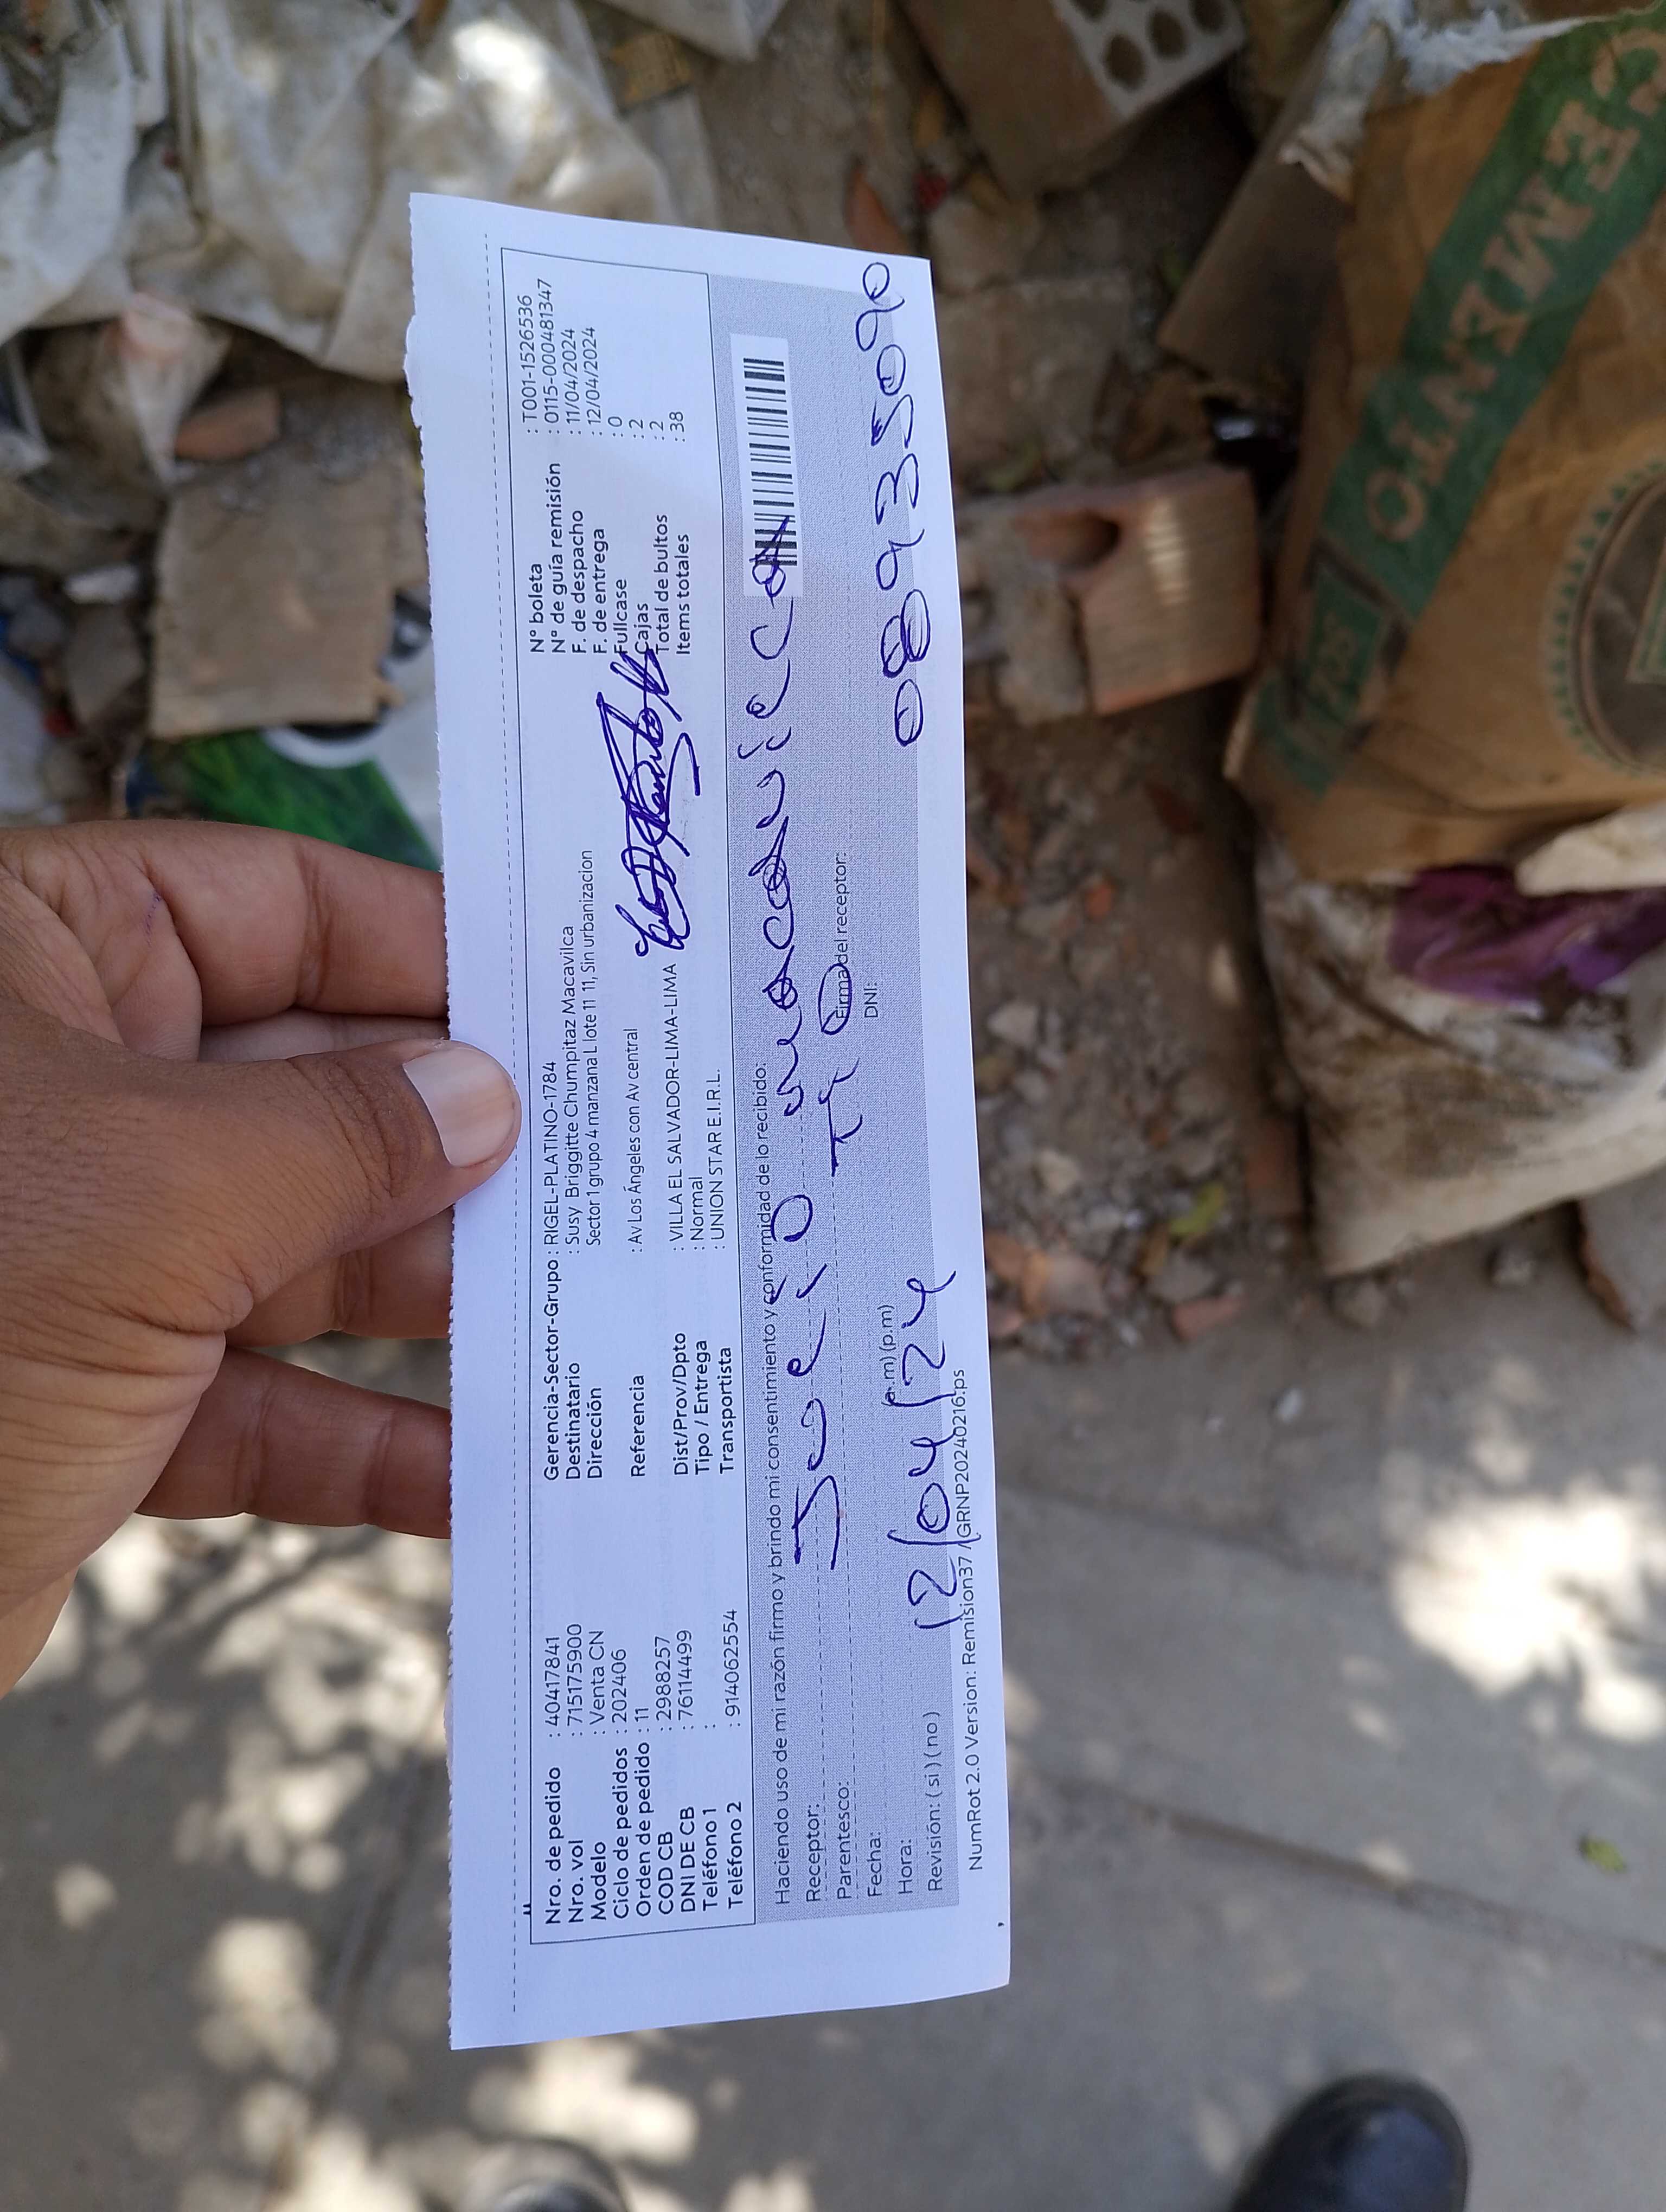 Nro. de pedido : 40417841
Nro. vol : 71517590​0
Modelo : Venta CN
Ciclo de pedidos : 202406
Orden de pedido : 11
COD CB : 2988257
DNI DE CB : 76114499
Teléfono 1 :
Teléfono 2 : 914062554
Gerencia-Sector-Grupo : RIGEL-PLATINO-1784
Destinatario : Susy Briggitte Chumpitaz Macavilca
Dirección Sector 1 grupo 4 manzana L lote 11 11, Sin urbanizacion
Referencia : Av Los Ángeles con Av central
Dist/Prov/Dpto : VILLA EL SALVADOR-LIMA-LIMA
Tipo / Entrega : Normal
Transportista : UNION STAR E.I.R.L.
N° boleta : T001-1526536
N° de guía remisión : 0115-000481347
F. de despacho : 11/04/2024
F. de entrega : 12/04/2024
Fullcase : 0
Cajas : 2
Total de bultos : 2
Items totales : 38
Haciendo uso de mi razón firmo y brindo mi consentimiento y conformidad de lo recibido:
Receptor: macavilca
Parentesco: Tía
Firma del receptor:
Fecha: 12/04/24
DNI: 08935090
Hora: (a.m) (p.m)
Revisión: ( si ) ( no )
NumRot 2.0 Version: Remision37 /GRNP20240216.ps
CEMENTO